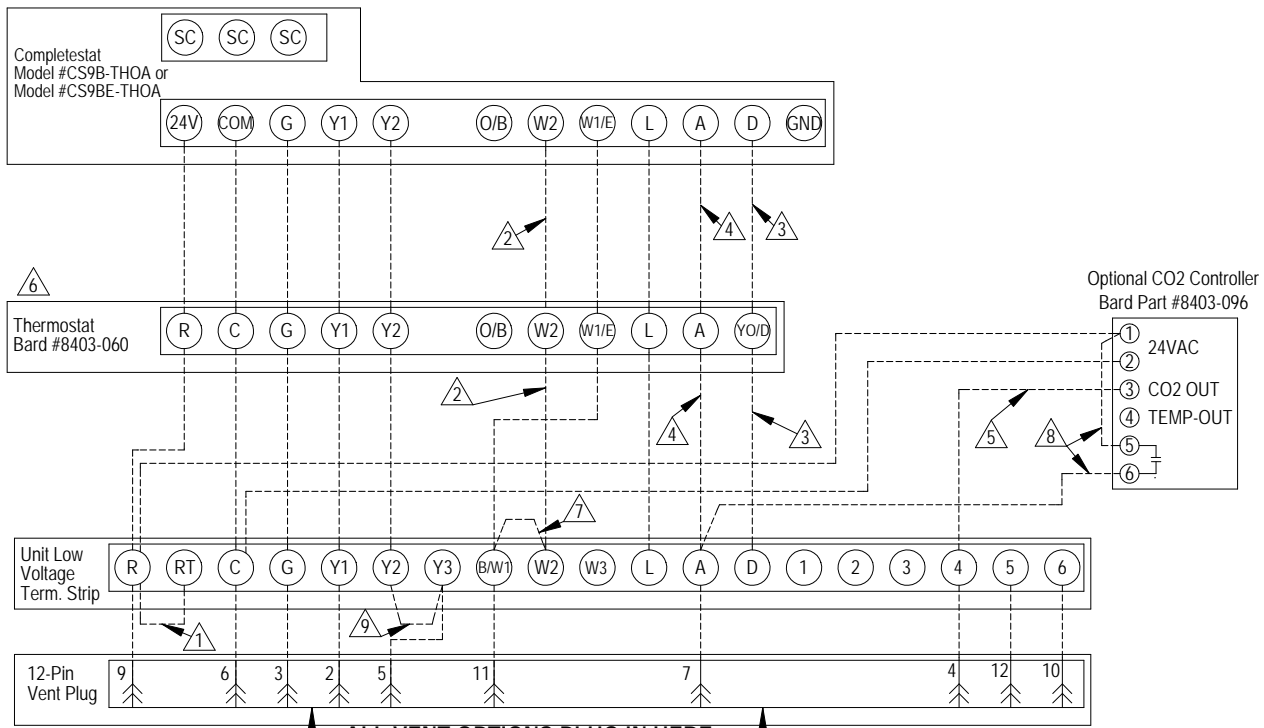 SC SC SC
Completestat
Model #CS9B-THOA or
Model #CS9BE-THOA
24V COM G Y1 Y2 O/B W2 W1/E L A D GND
2 4 3
6
Optional CO2 Controller
Bard Part #8403-096
Thermostat
Bard #8403-060
R C G Y1 Y2 O/B W2 W1/E L A YO/D
1 24VAC
2
3 CO2 OUT
4 TEMP-OUT
5
6
2 4 3 5 8
7
Unit Low
Voltage
Term. Strip
R RT C G Y1 Y2 Y3 B/W1 W2 W3 L A D 1 2 3 4 5 6
1 9
12-Pin
Vent Plug
9 6 3 2 5 11 7 4 12 10
ALL VENT OPTIONS PLUG IN HERE